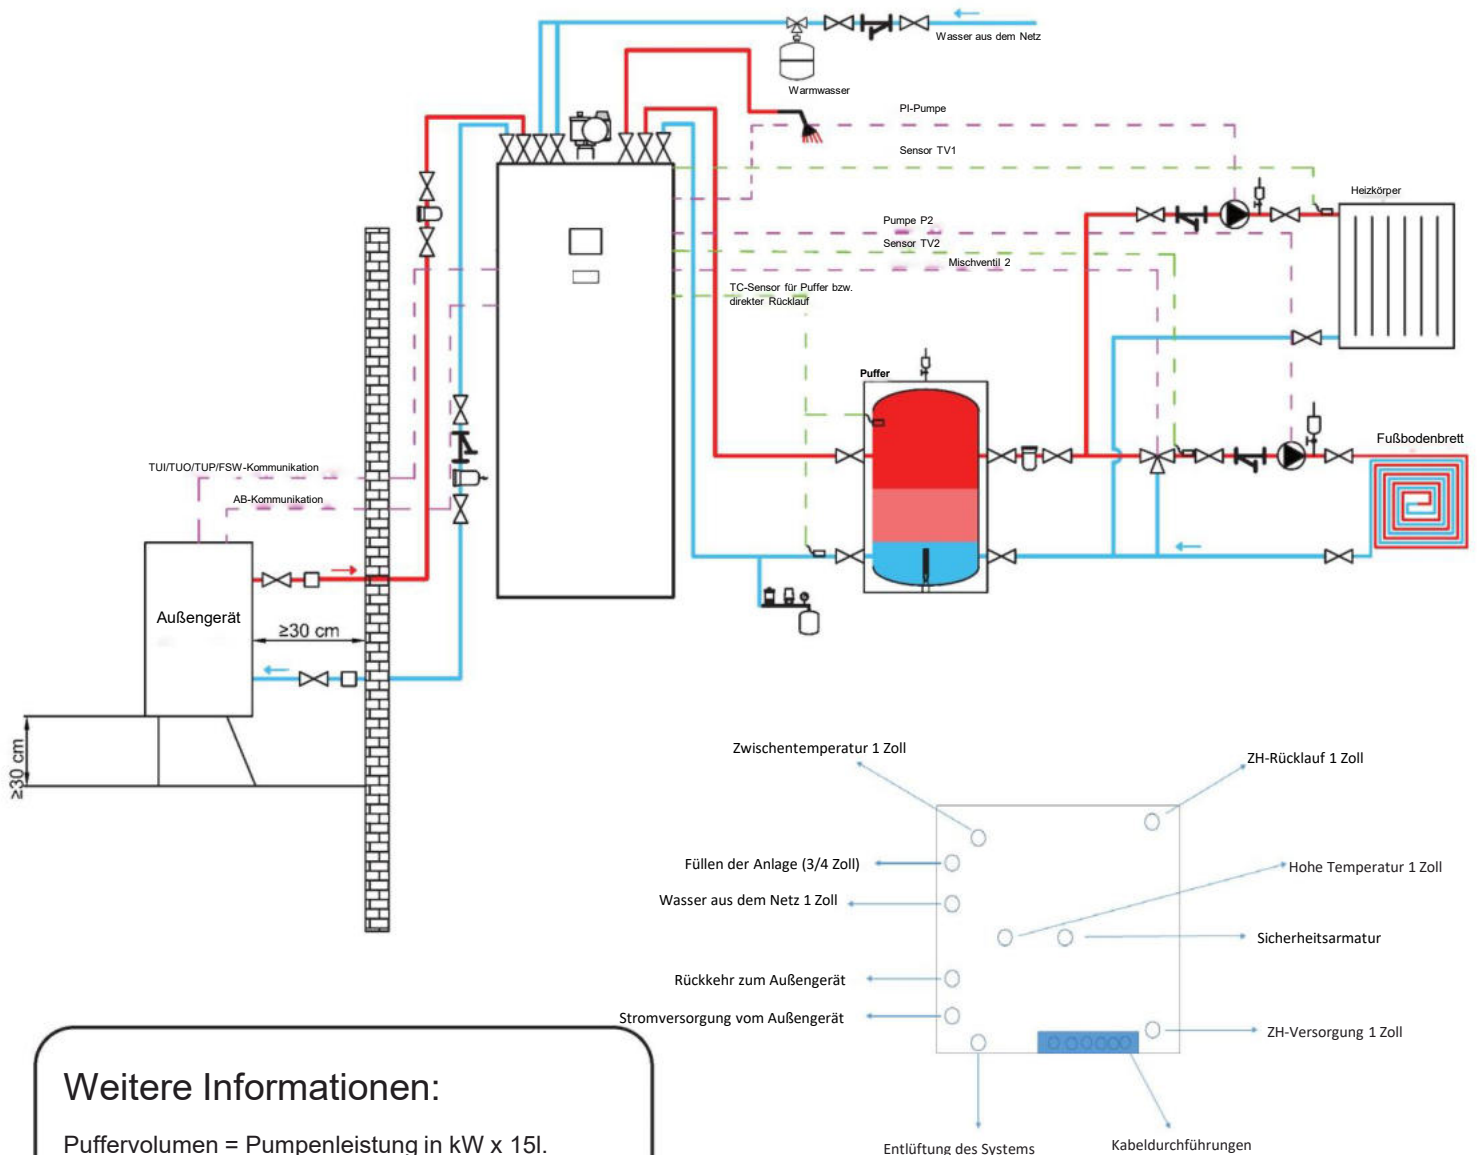 Wasser aus dem Netz
Warmwasser
PI-Pumpe
Sensor TV1
Heizkörper
Pumpe P2
Sensor TV2
Mischventil 2
TC-Sensor für Puffer bzw.
direkter Rücklauf
Puffer
Fußbodenbrett
TUI/TUO/TUP/FSW-Kommunikation
AB-Kommunikation
Außengerät
≥30 cm
≥30 cm
Zwischentemperatur 1 Zoll
ZH-Rücklauf 1 Zoll
Füllen der Anlage (3/4 Zoll)
Hohe Temperatur 1 Zoll
Wasser aus dem Netz 1 Zoll
Sicherheitsarmatur
Rückkehr zum Außengerät
Stromversorgung vom Außengerät
ZH-Versorgung 1 Zoll
Entlüftung des Systems
Kabeldurchführungen
Weitere Informationen:
Puffervolumen = Pumpenleistung in kW x 15l.